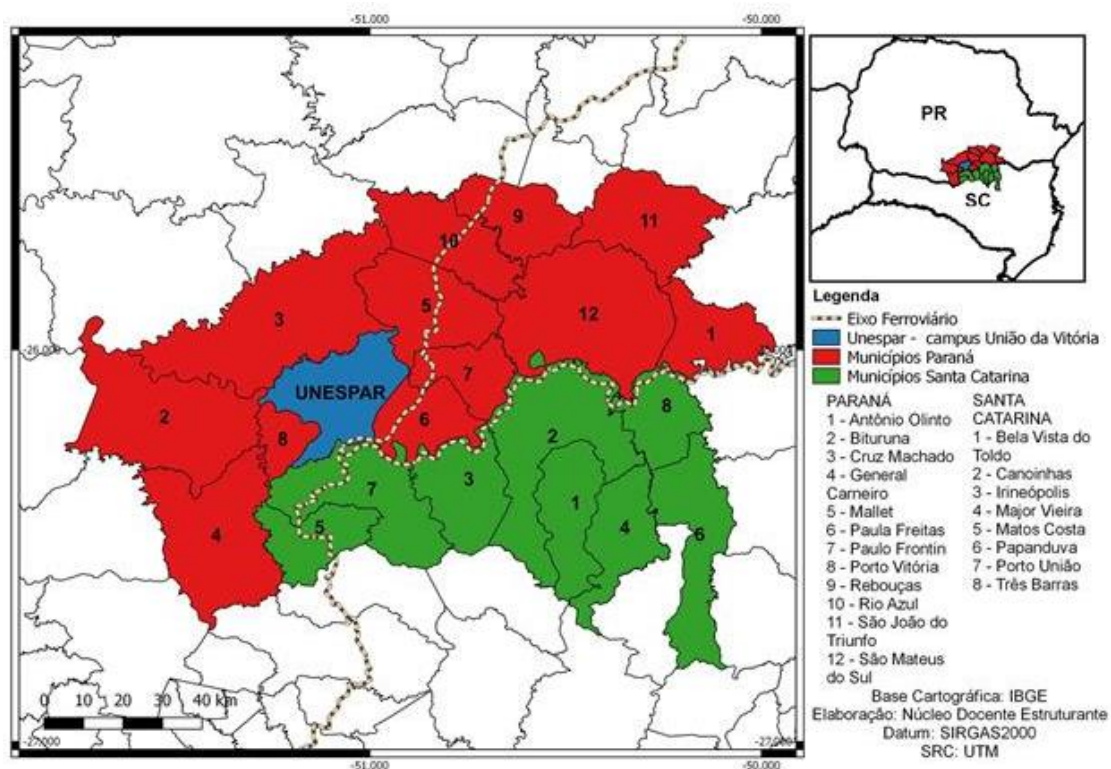 -51.000 -50.000
-26.000
9
11
10
3
5
12
1
7
UNESPAR
2
8
6
2
8
7
3
1
5
4
4
6
0 10 20 30 40 km
-27.000 -27.000
-51.000 -50.000
PR
SC
Legenda
Eixo Ferroviário
Unespar - campus União da Vitória
Municípios Paraná
Municípios Santa Catarina
PARANÁ
1 - Antônio Olinto
2 - Bituruna
3 - Cruz Machado
4 - General
Carneiro
5 - Mallet
6 - Paula Freitas
7 - Paulo Frontin
8 - Porto Vitória
9 - Rebouças
10 - Rio Azul
11 - São João do
Triunfo
12 - São Mateus
do Sul
SANTA
CATARINA
1 - Bela Vista do
Toldo
2 - Canoinhas
3 - Irineópolis
4 - Major Vieira
5 - Matos Costa
6 - Papanduva
7 - Porto União
8 - Três Barras
Base Cartográfica: IBGE
Elaboração: Núcleo Docente Estruturante
Datum: SIRGAS2000
SRC: UTM